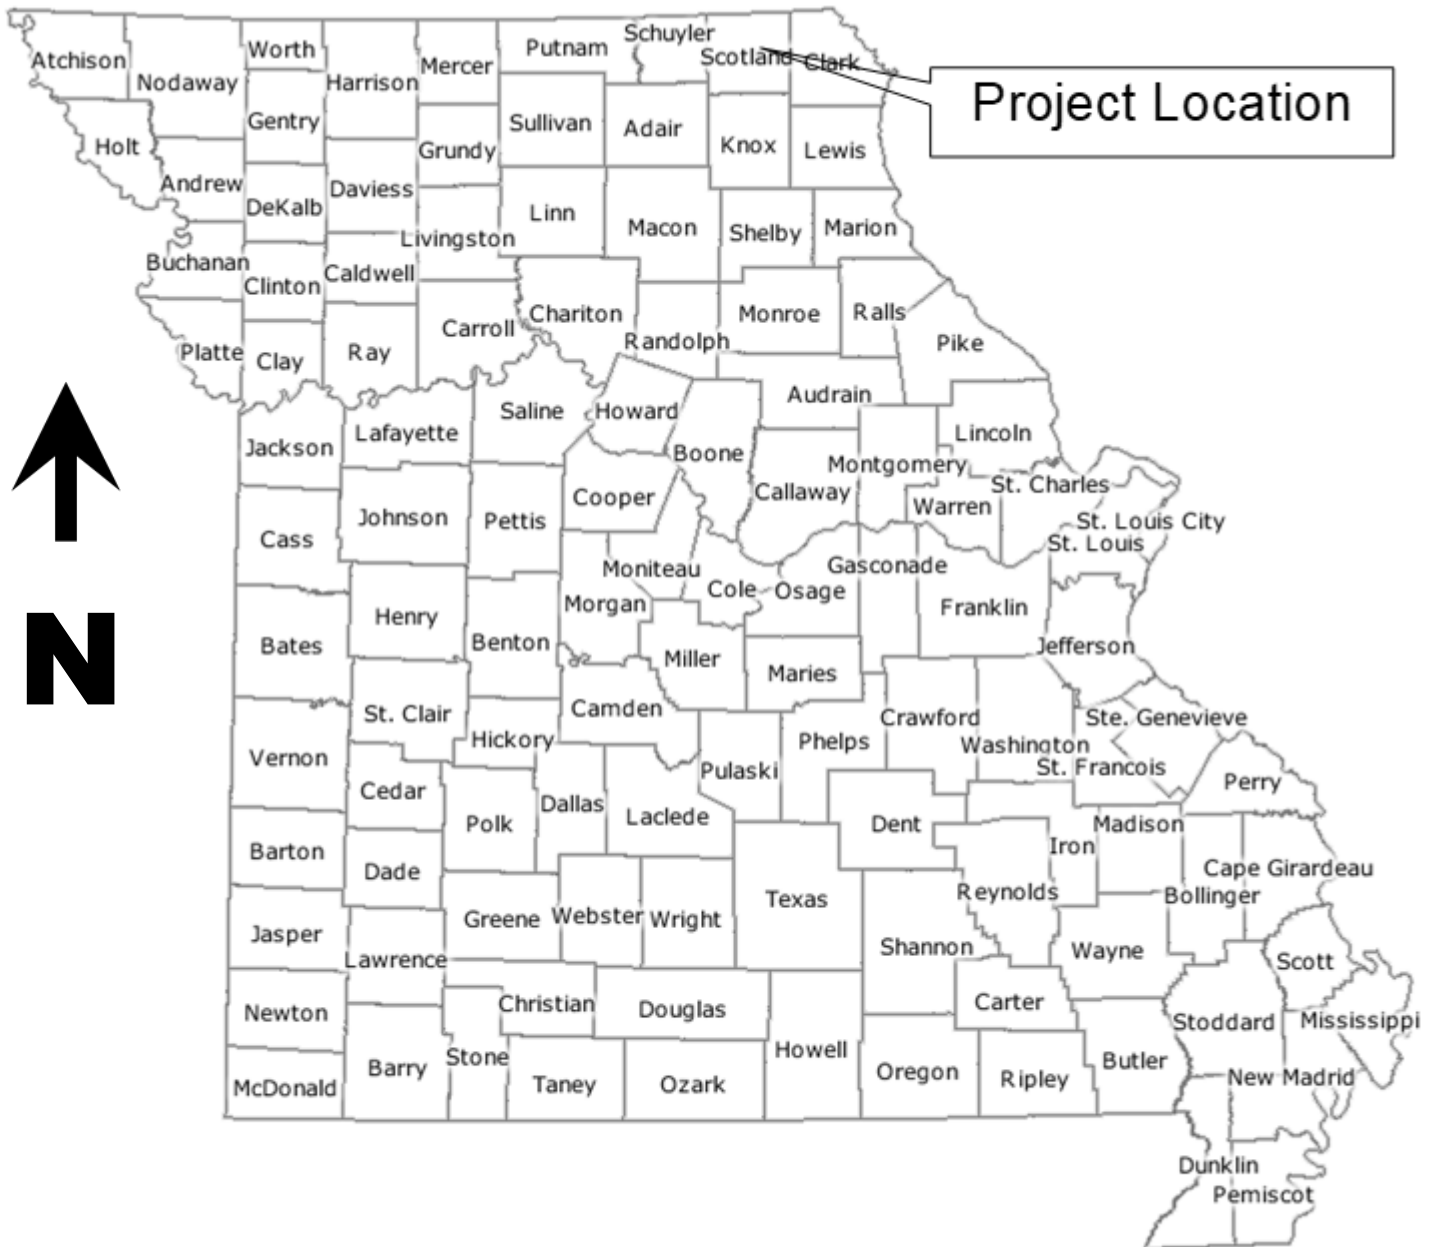 Schuyler
Atchison
Worth
Putnam
Scotland
Clark
Mercer
Nodaway
Harrison
Project Location
Gentry
Sullivan
Adair
Holt
Grundy
Knox
Lewis
Andrew
Daviess
DeKalb
Linn
Macon
Shelby
Marion
Livingston
Buchanan
Caldwell
Clinton
Chariton
Monroe
Ralls
Carroll
Randolph
Pike
Platte
Clay
Ray
Audrain
Saline
Howard
Jackson
Lafayette
Lincoln
Boone
Montgomery
St. Charles
Cooper
Callaway
Warren
Johnson
Pettis
St. Louis City
Cass
St. Louis
Moniteau
Gasconade
Cole
Osage
Morgan
Franklin
Henry
N
Bates
Benton
Jefferson
Miller
Maries
St. Clair
Camden
Crawford
Ste. Genevieve
Hickory
Phelps
Washington
Vernon
Pulaski
St. Francois
Perry
Cedar
Dallas
Polk
Laclede
Dent
Madison
Barton
Iron
Dade
Cape Girardeau
Reynolds
Bollinger
Texas
Greene
Webster
Wright
Jasper
Shannon
Wayne
Lawrence
Scott
Christian
Carter
Newton
Douglas
Stoddard
Mississippi
Howell
Stone
Barry
Butler
Oregon
Ripley
New Madrid
McDonald
Taney
Ozark
Dunklin
Pemiscot